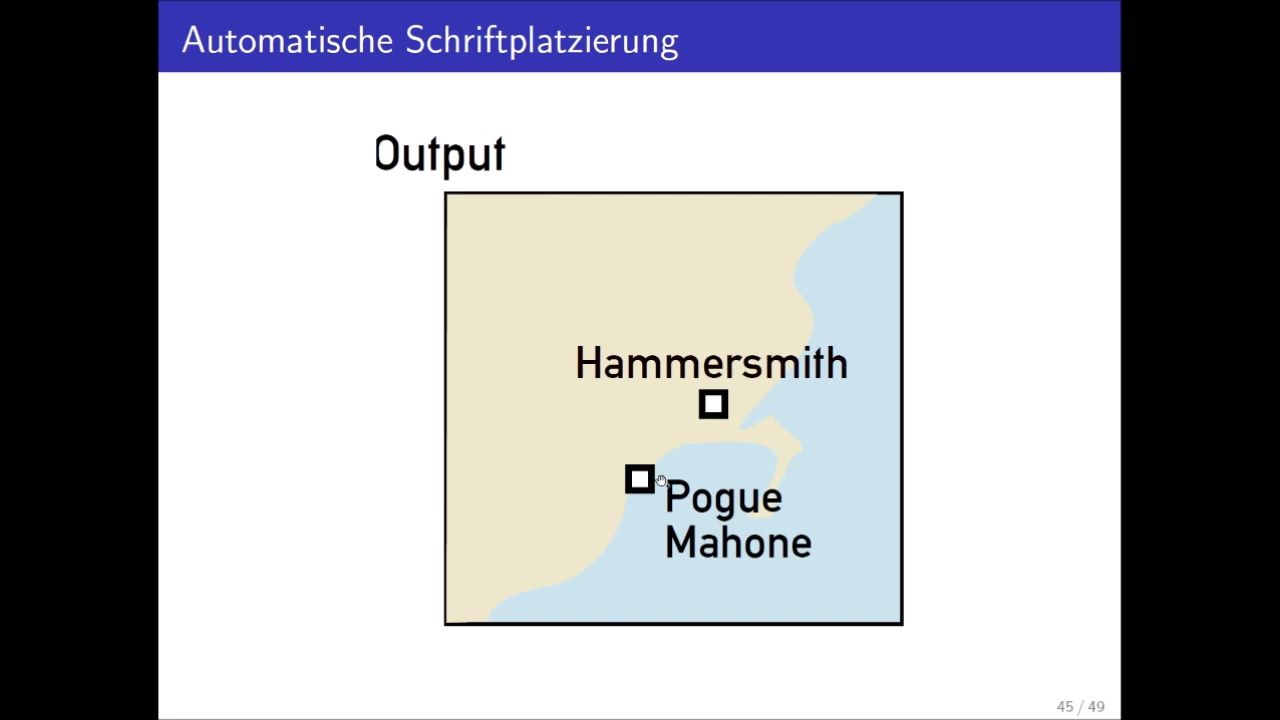 Automatische Schriftplatzierung
Output
Hammersmith
Pogue
Mahone
45 / 49